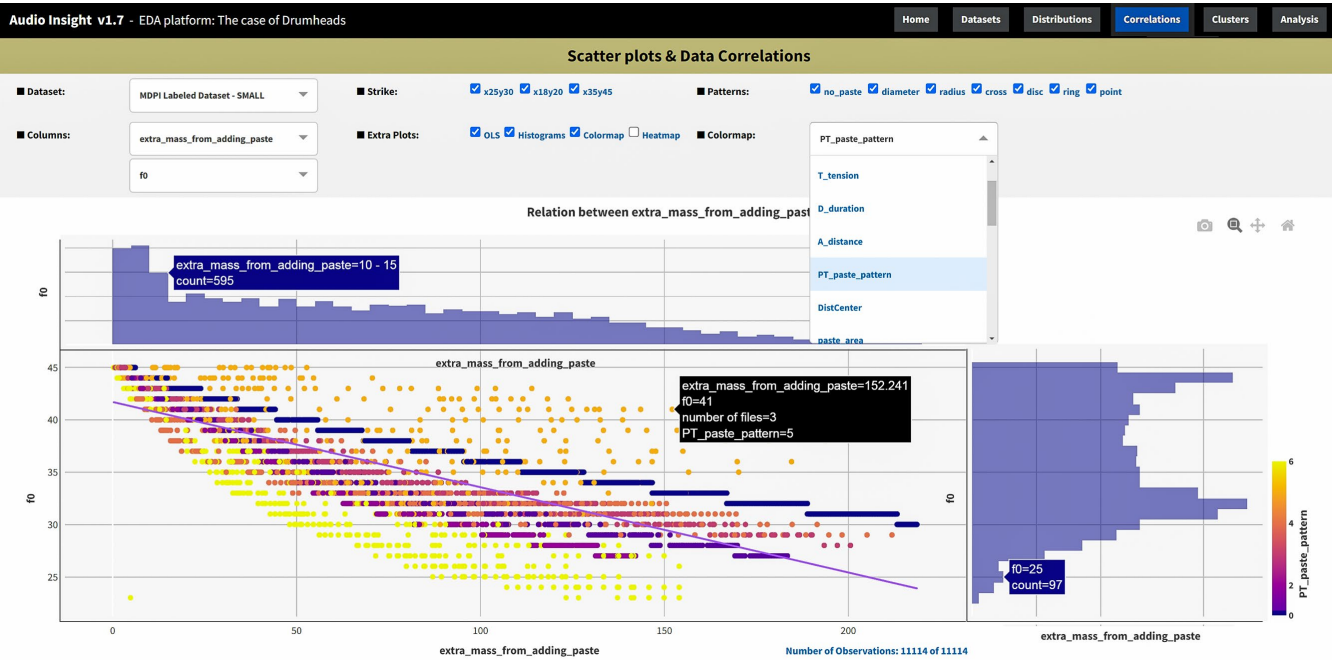 Audio Insight v1.7 - EDA platform: The case of Drumheads
Home Datasets Distributions Correlations Clusters Analysis
Scatter plots & Data Correlations
Dataset: MDPI Labeled Dataset - SMALL
Strike: x25y30 x18y20 x35y45
Patterns: no_paste diameter radius cross disc ring point
Columns: extra_mass_from_adding_paste
Extra Plots: OLS Histograms Colormap Heatmap
Colormap: PT_paste_pattern
f0
T_tension
D_duration
A_distance
PT_paste_pattern
DistCenter
paste_area
Relation between extra_mass_from_adding_past
f0
extra_mass_from_adding_paste=10 - 15
count=595
extra_mass_from_adding_paste
extra_mass_from_adding_paste=152.241
f0=41
number of files=3
PT_paste_pattern=5
45
40
35
30
25
f0
0 50 100 150 200
extra_mass_from_adding_paste
Number of Observations: 11114 of 11114
f0
f0=25
count=97
extra_mass_from_adding_paste
6
4
2
0
PT_paste_pattern